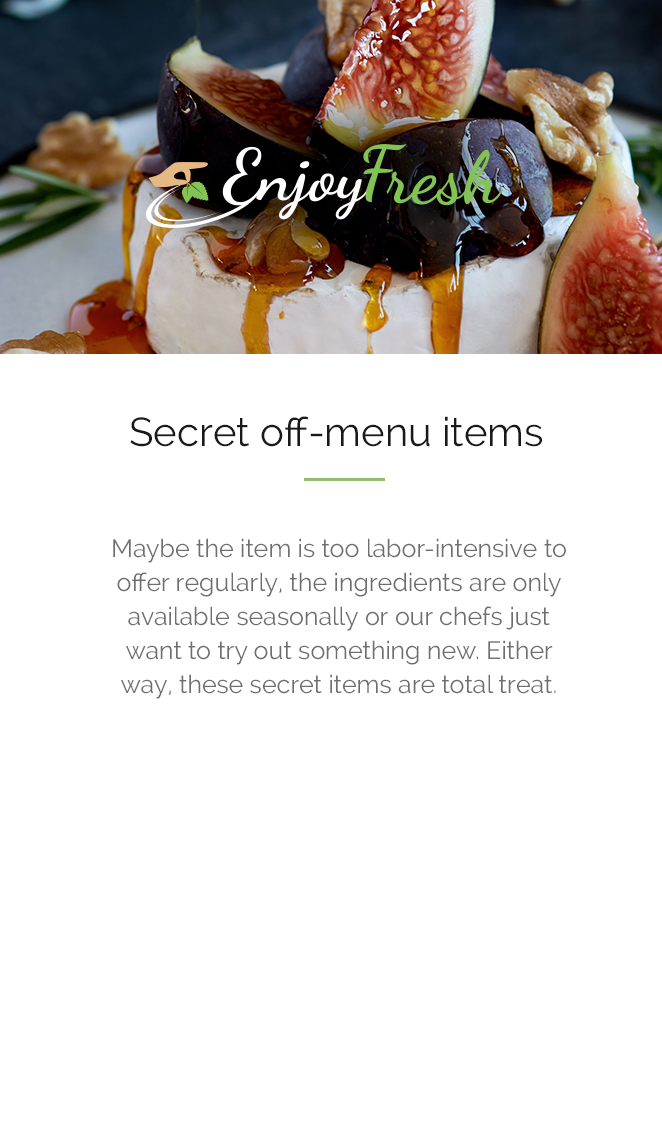 EnjoyFresh
Secret off-menu items
Maybe the item is too labor-intensive to
offer regularly, the ingredients are only
available seasonally or our chefs just
want to try out something new. Either
way, these secret items are total treat.